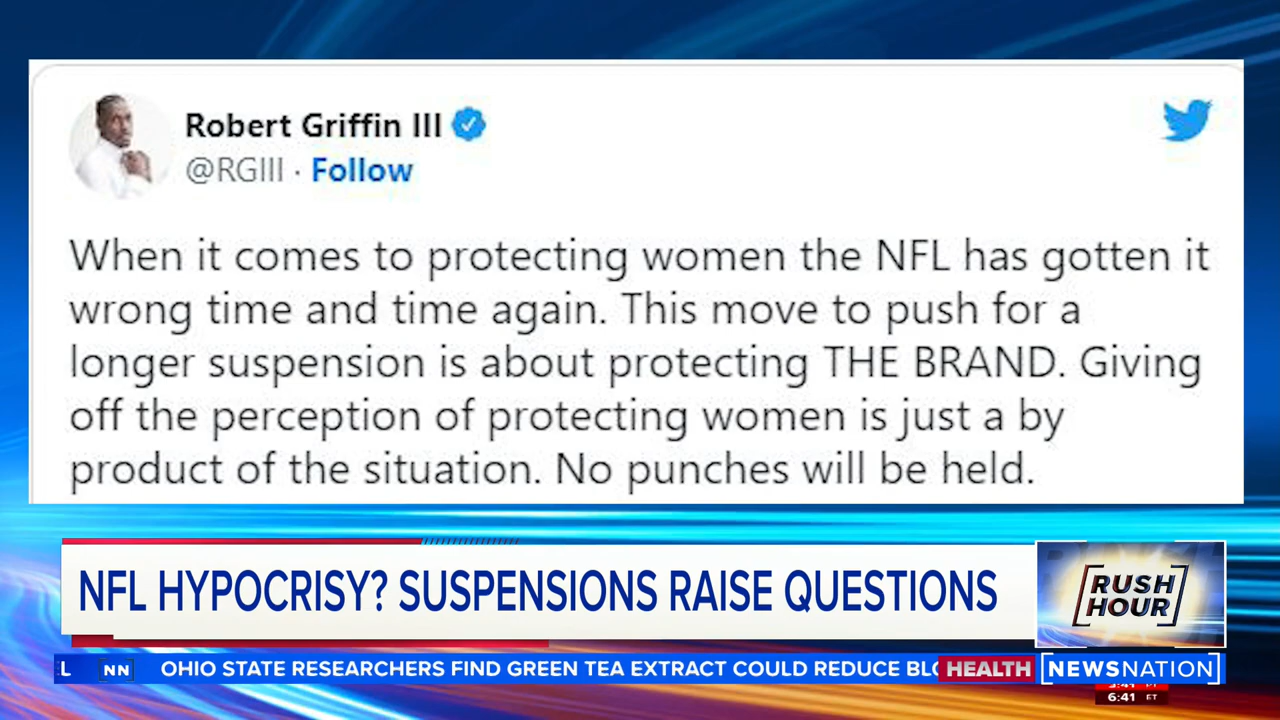 Robert Griffin III
@RGIII · Follow
When it comes to protecting women the NFL has gotten it
wrong time and time again. This move to push for a
longer suspension is about protecting THE BRAND. Giving
off the perception of protecting women is just a by
product of the situation. No punches will be held.
NFL HYPOCRISY? SUSPENSIONS RAISE QUESTIONS
[RUSH
HOUR]
L NN OHIO STATE RESEARCHERS FIND GREEN TEA EXTRACT COULD REDUCE BLO HEALTH NEWSNATION
6:41 ET